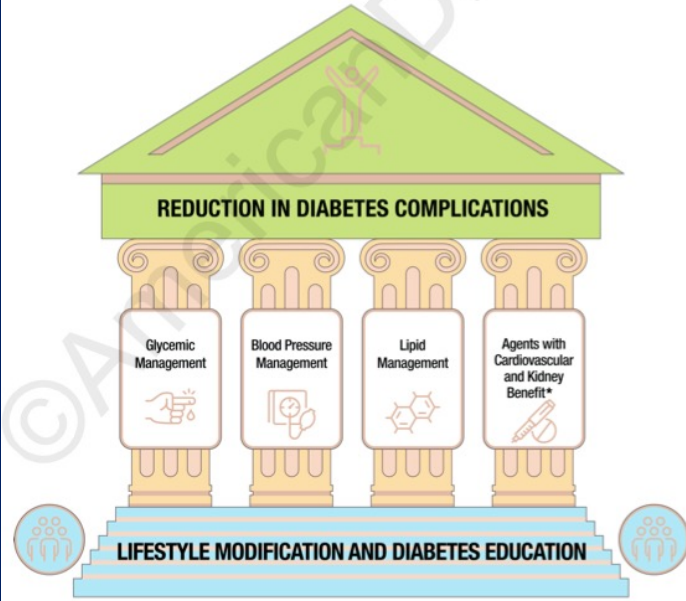 ©AmericanD
REDUCTION IN DIABETES COMPLICATIONS
Glycemic
Management
Blood Pressure
Management
Lipid
Management
Agents with
Cardiovascular
and Kidney
Benefit*
LIFESTYLE MODIFICATION AND DIABETES EDUCATION